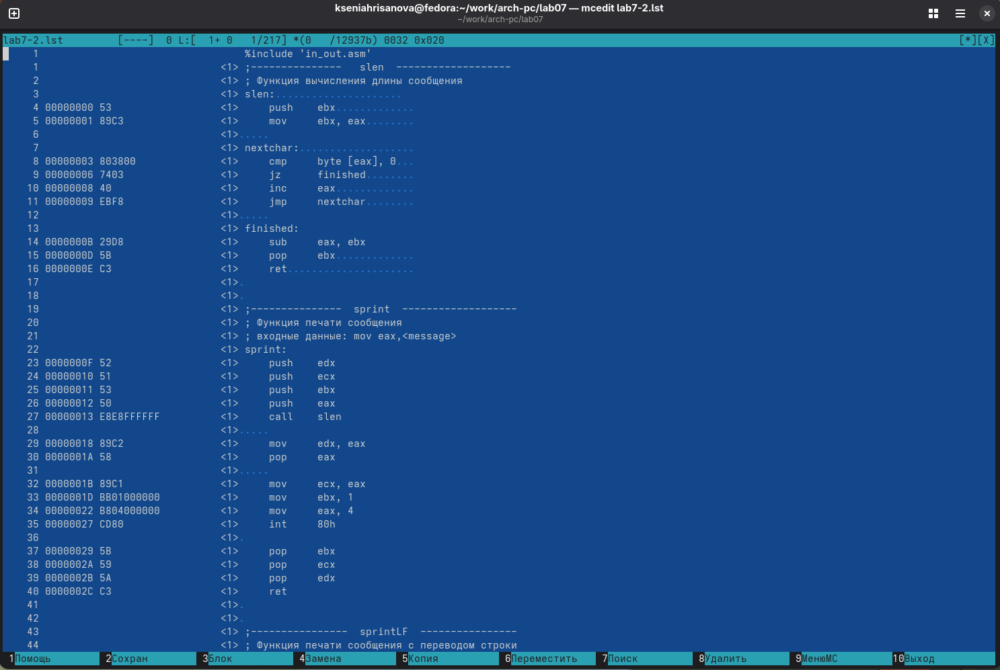 kseniahrisanova@fedora:~/work/arch-pc/lab07 — mcedit lab7-2.lst
~/work/arch-pc/lab07
lab7-2.lst         [----]  0 L:[  1+ 0   1/217] *(0   /12937b) 0032 0x020                                     [*][X]
     1                                  %include 'in_out.asm'
     1                              <1> ;---------------   slen  -------------------
     2                              <1> ; Функция вычисления длины сообщения
     3                              <1> slen:.....................
     4 00000000 53                  <1>     push    ebx.............
     5 00000001 89C3                <1>     mov     ebx, eax........
     6                              <1>.....
     7                              <1> nextchar:...................
     8 00000003 803800              <1>     cmp     byte [eax], 0...
     9 00000006 7403                <1>     jz      finished........
    10 00000008 40                  <1>     inc     eax.............
    11 00000009 EBF8                <1>     jmp     nextchar........
    12                              <1>.....
    13                              <1> finished:
    14 0000000B 29D8                <1>     sub     eax, ebx
    15 0000000D 5B                  <1>     pop     ebx.............
    16 0000000E C3                  <1>     ret.....................
    17                              <1>.
    18                              <1>.
    19                              <1> ;---------------  sprint  -------------------
    20                              <1> ; Функция печати сообщения
    21                              <1> ; входные данные: mov eax,<message>
    22                              <1> sprint:
    23 0000000F 52                  <1>     push    edx
    24 00000010 51                  <1>     push    ecx
    25 00000011 53                  <1>     push    ebx
    26 00000012 50                  <1>     push    eax
    27 00000013 E8E8FFFFFF          <1>     call    slen
    28                              <1>.....
    29 00000018 89C2                <1>     mov     edx, eax
    30 0000001A 58                  <1>     pop     eax
    31                              <1>.....
    32 0000001B 89C1                <1>     mov     ecx, eax
    33 0000001D BB01000000          <1>     mov     ebx, 1
    34 00000022 B804000000          <1>     mov     eax, 4
    35 00000027 CD80                <1>     int     80h
    36                              <1>.
    37 00000029 5B                  <1>     pop     ebx
    38 0000002A 59                  <1>     pop     ecx
    39 0000002B 5A                  <1>     pop     edx
    40 0000002C C3                  <1>     ret
    41                              <1>.
    42                              <1>.
    43                              <1> ;----------------  sprintLF  ----------------
    44                              <1> ; Функция печати сообщения с переводом строки
1Помощь 2Сохран 3Блок 4Замена 5Копия 6Переместить 7Поиск 8Удалить 9МенюMC 10Выход